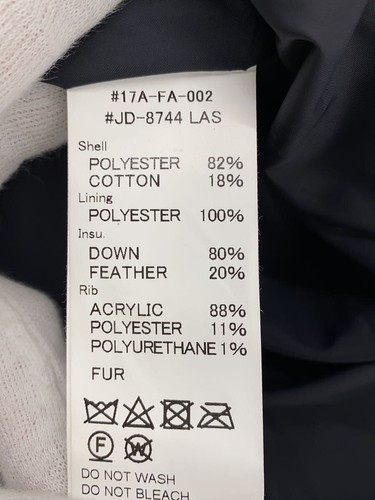 #17A-FA-002
#JD-8744 LAS
Shell
POLYESTER 82%
COTTON 18%
Lining
POLYESTER 100%
Insu.
DOWN 80%
FEATHER 20%
Rib
ACRYLIC 88%
POLYESTER 11%
POLYURETHANE 1%
FUR
F W
DO NOT WASH
DO NOT BLEACH